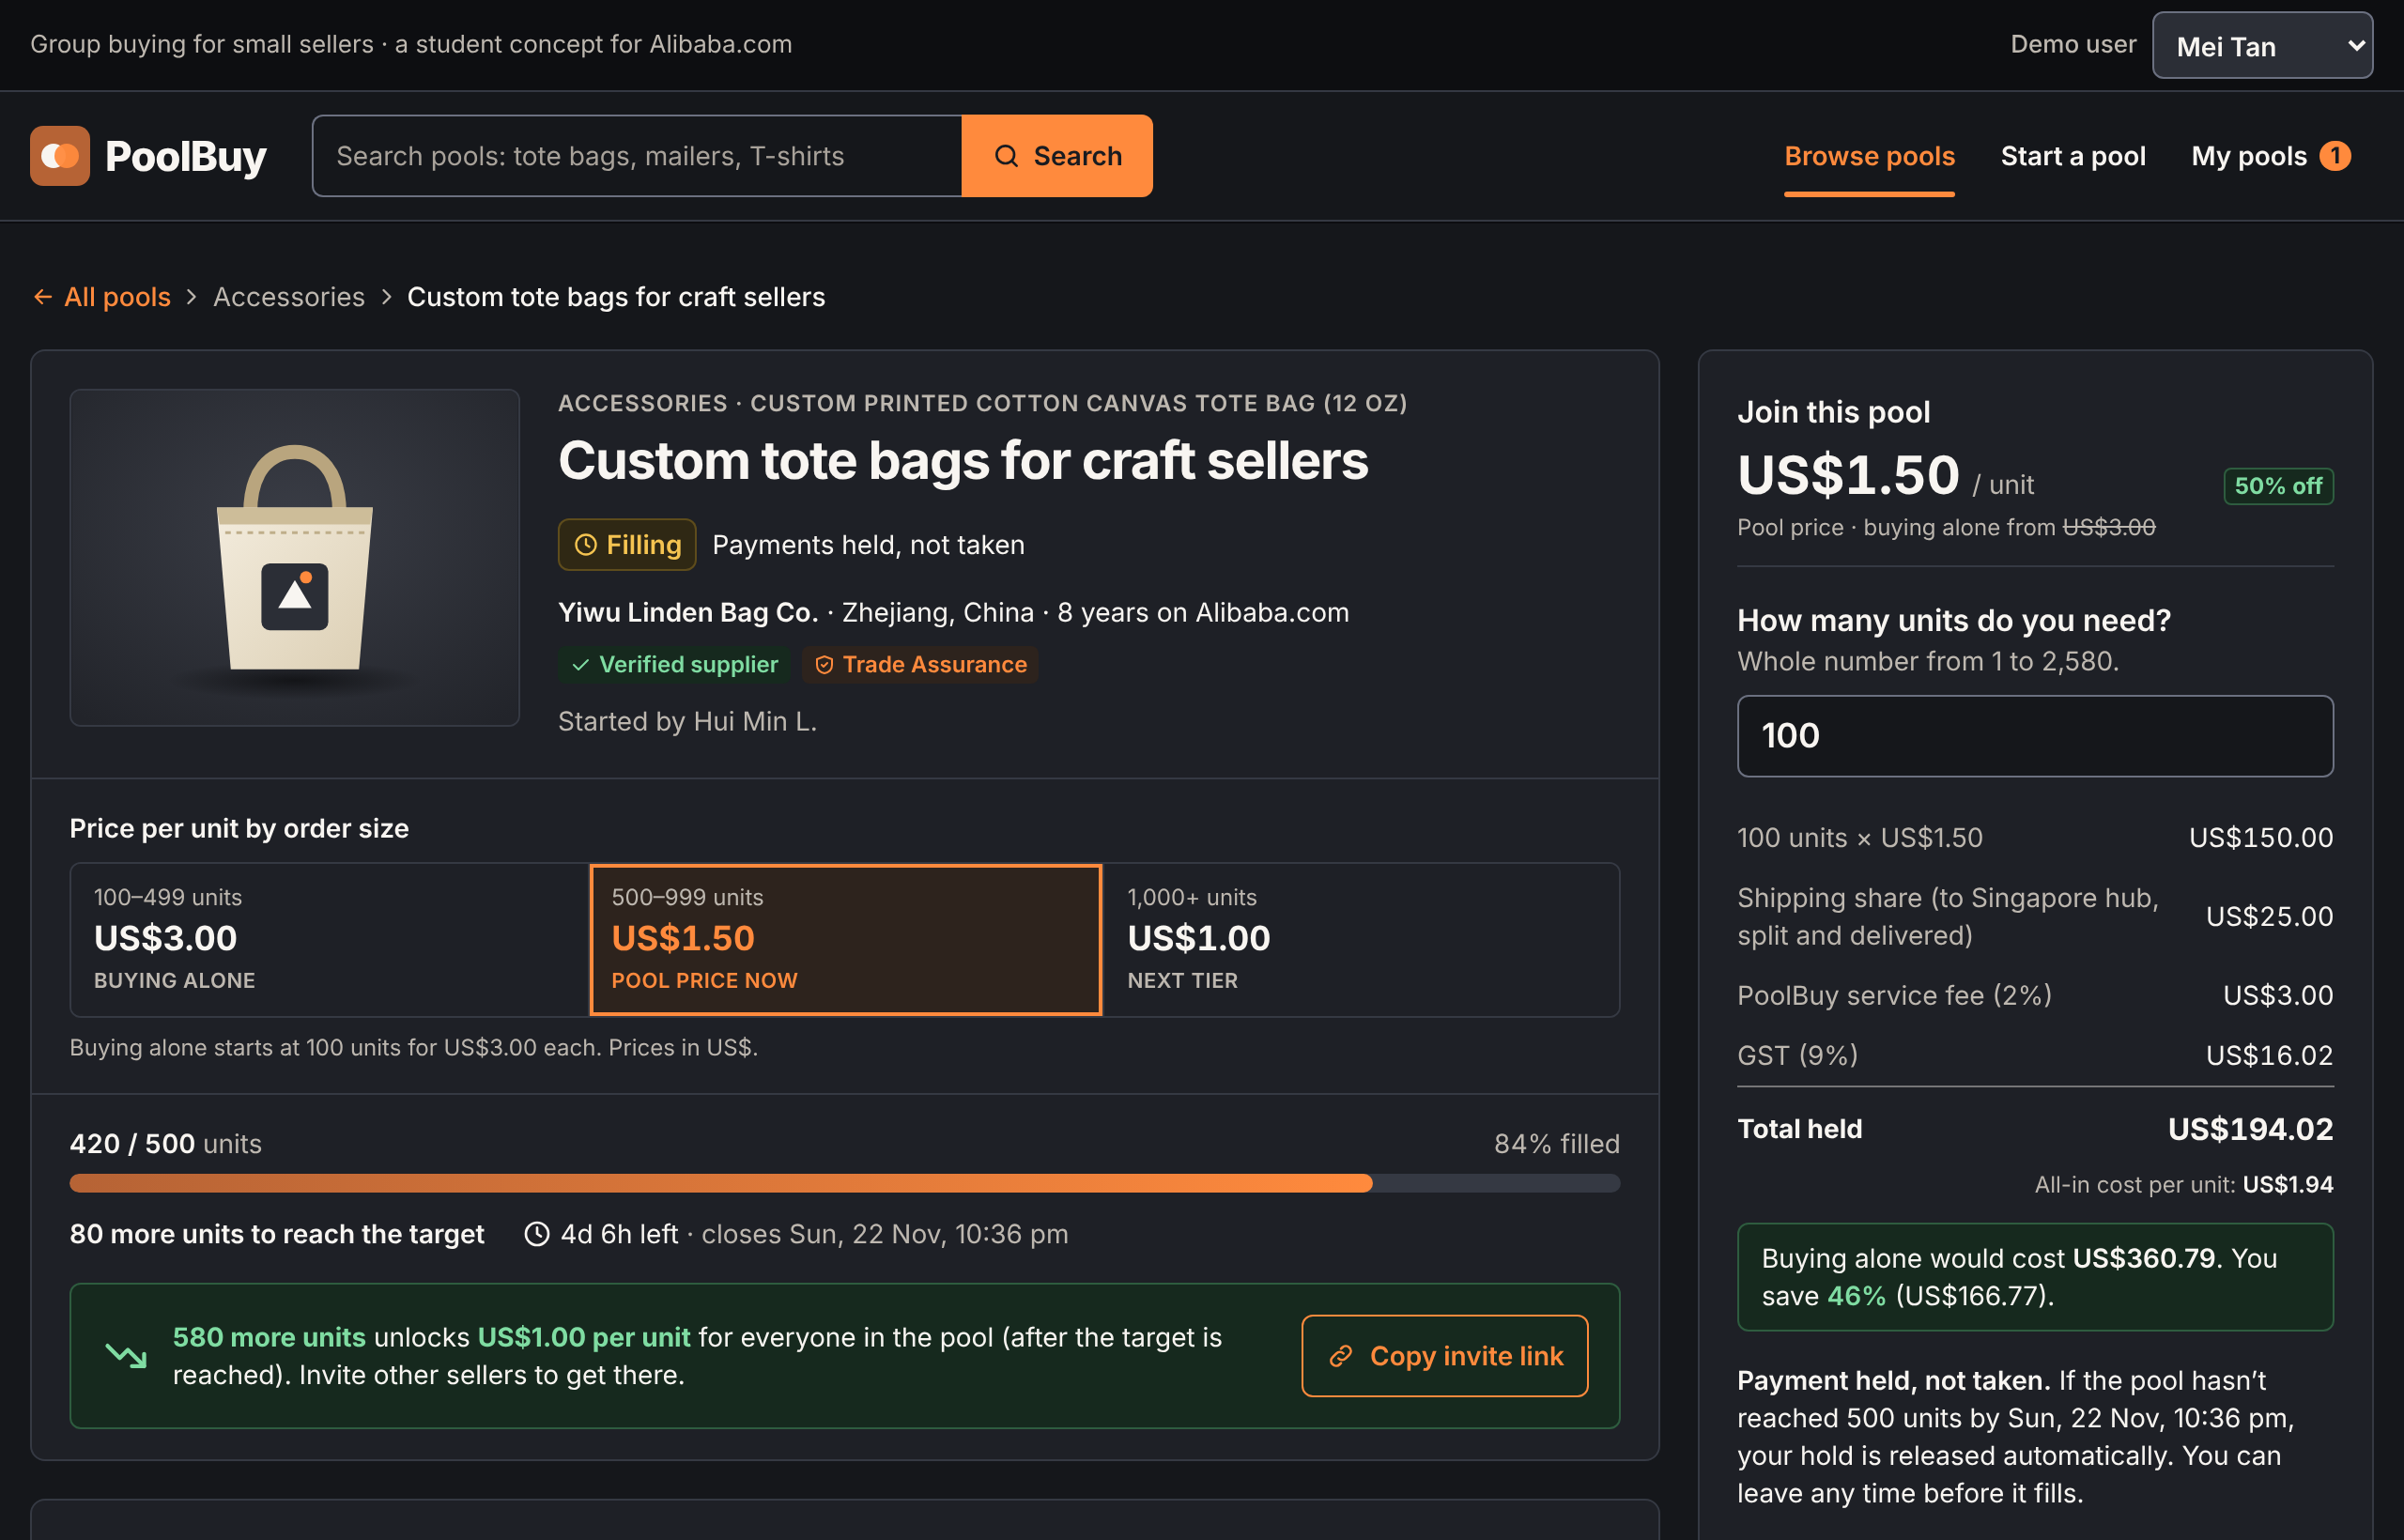 Group buying for small sellers · a student concept for Alibaba.com
Demo user
Mei Tan
PoolBuy
Search pools: tote bags, mailers, T-shirts
Search
Browse pools
Start a pool
My pools 1
← All pools > Accessories > Custom tote bags for craft sellers
ACCESSORIES · CUSTOM PRINTED COTTON CANVAS TOTE BAG (12 OZ)
Custom tote bags for craft sellers
Filling
Payments held, not taken
Yiwu Linden Bag Co. · Zhejiang, China · 8 years on Alibaba.com
Verified supplier
Trade Assurance
Started by Hui Min L.
Price per unit by order size
100–499 units
US$3.00
BUYING ALONE
500–999 units
US$1.50
POOL PRICE NOW
1,000+ units
US$1.00
NEXT TIER
Buying alone starts at 100 units for US$3.00 each. Prices in US$.
420 / 500 units
84% filled
80 more units to reach the target
4d 6h left · closes Sun, 22 Nov, 10:36 pm
580 more units unlocks US$1.00 per unit for everyone in the pool (after the target is
reached). Invite other sellers to get there.
Copy invite link
Join this pool
US$1.50 / unit
50% off
Pool price · buying alone from US$3.00
How many units do you need?
Whole number from 1 to 2,580.
100
100 units × US$1.50 US$150.00
Shipping share (to Singapore hub,
split and delivered) US$25.00
PoolBuy service fee (2%) US$3.00
GST (9%) US$16.02
Total held US$194.02
All-in cost per unit: US$1.94
Buying alone would cost US$360.79. You
save 46% (US$166.77).
Payment held, not taken. If the pool hasn’t
reached 500 units by Sun, 22 Nov, 10:36 pm,
your hold is released automatically. You can
leave any time before it fills.